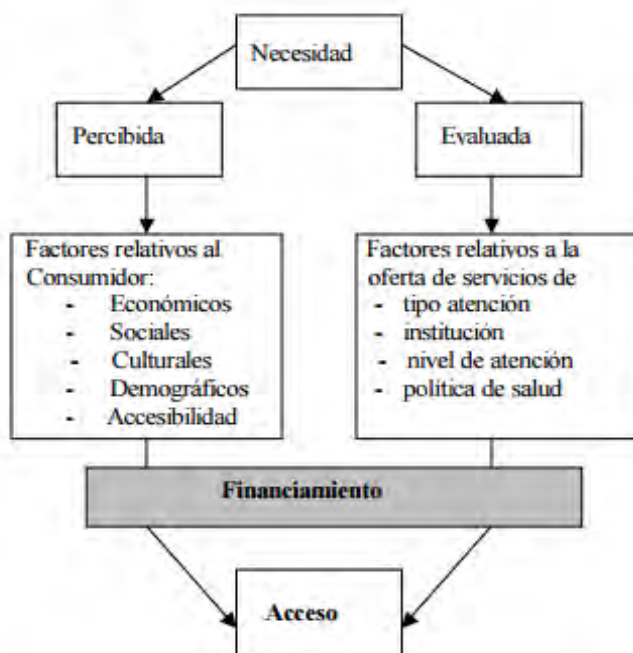 Necesidad
Percibida
Evaluada
Factores relativos al
Consumidor:
- Económicos
- Sociales
- Culturales
- Demográficos
- Accesibilidad
Factores relativos a la
oferta de servicios de
- tipo atención
- institución
- nivel de atención
- política de salud
Financiamiento
Acceso